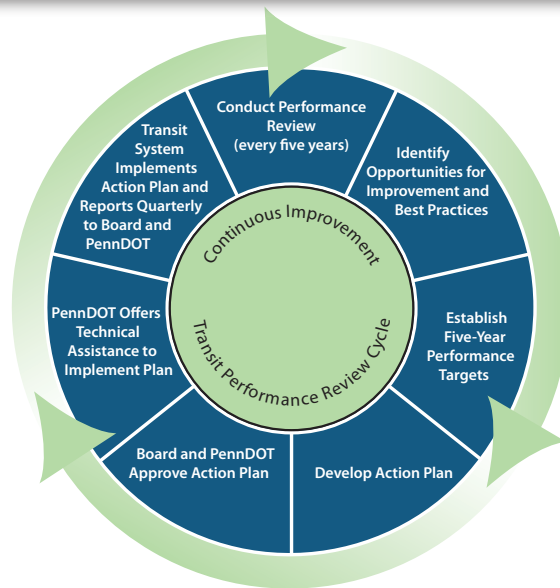 Conduct Performance
Review
(every five years)
Identify
Opportunities for
Improvement and
Best Practices
Establish
Five-Year
Performance
Targets
Develop Action Plan
Board and PennDOT
Approve Action Plan
PennDOT Offers
Technical
Assistance to
Implement Plan
Transit
System
Implements
Action Plan and
Reports Quarterly
to Board and
PennDOT
Continuous Improvement
Transit Performance Review Cycle